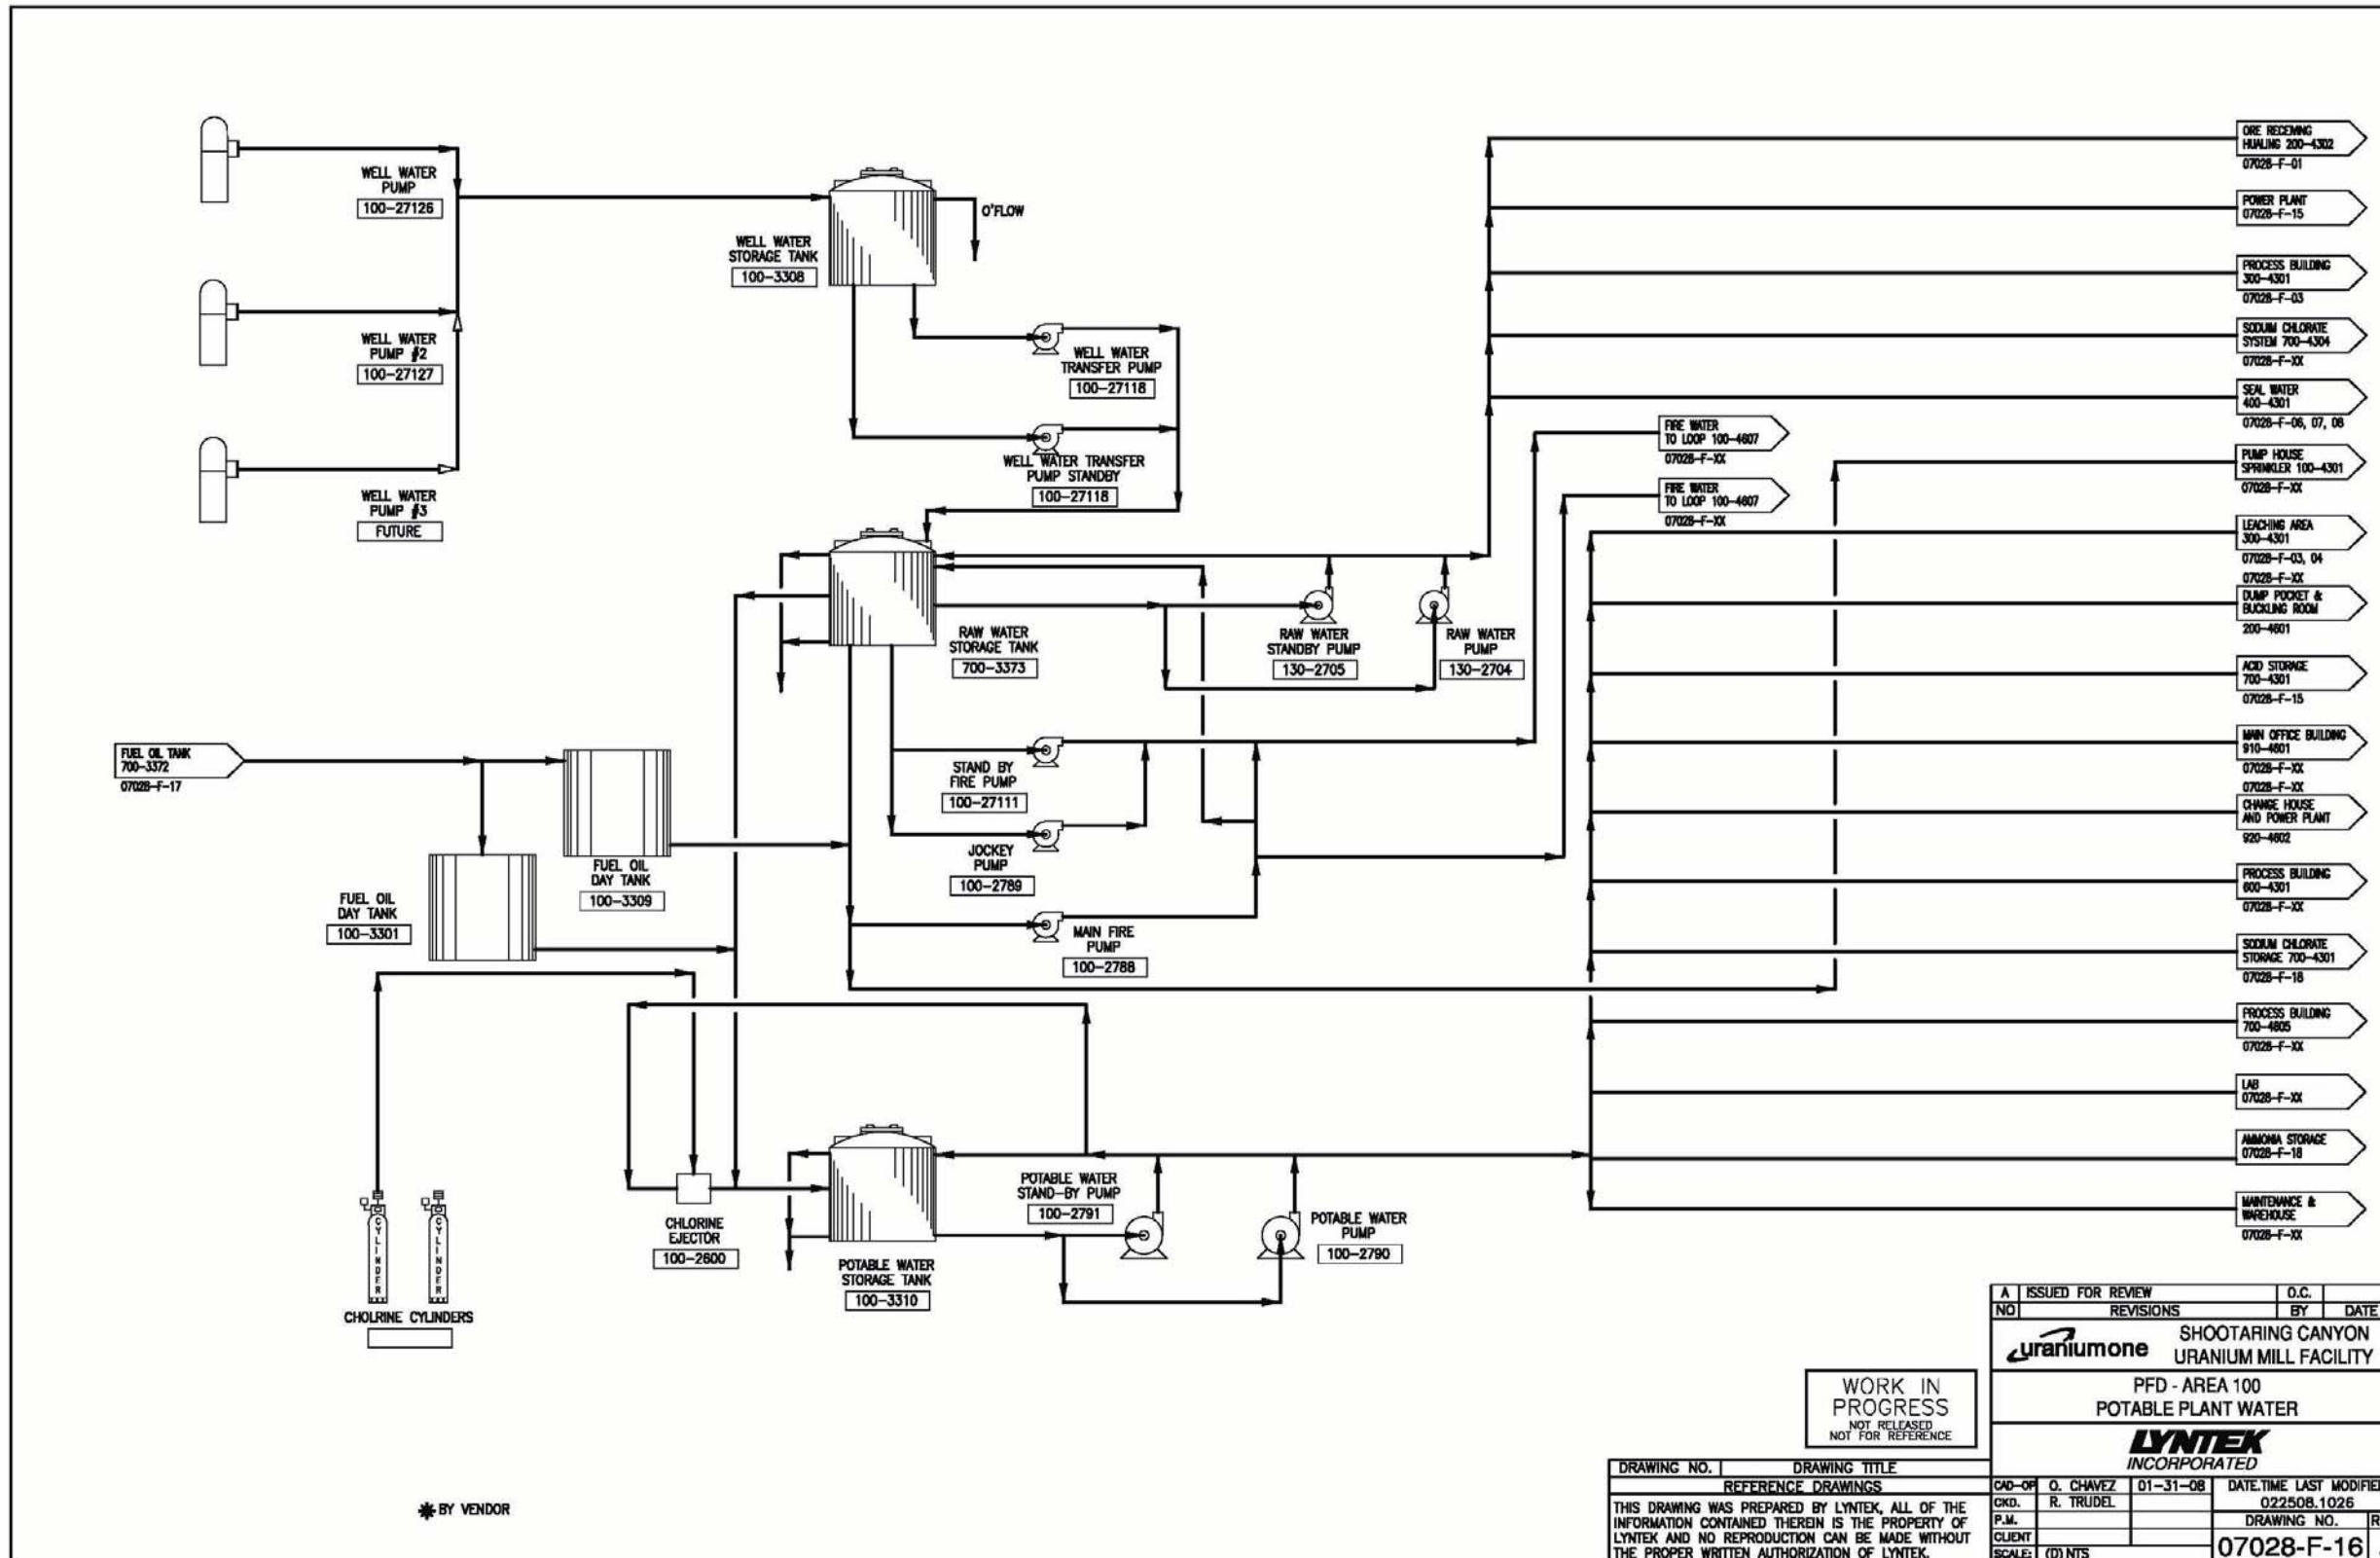 WELL WATER
PUMP
100-27126
WELL WATER
PUMP #2
100-27127
WELL WATER
PUMP #3
FUTURE
WELL WATER
STORAGE TANK
100-3308
O'FLOW
WELL WATER
TRANSFER PUMP
100-27118
WELL WATER TRANSFER
PUMP STANDBY
100-27118
RAW WATER
STORAGE TANK
700-3373
RAW WATER
STANDBY PUMP
130-2705
RAW WATER
PUMP
130-2704
FIRE WATER
TO LOOP 100-4607
07028-F-XX
FIRE WATER
TO LOOP 100-4607
07028-F-XX
FUEL OIL TANK
700-3372
07028-F-17
FUEL OIL
DAY TANK
100-3309
FUEL OIL
DAY TANK
100-3301
STAND BY
FIRE PUMP
100-27111
JOCKEY
PUMP
100-2789
MAIN FIRE
PUMP
100-2788
CYLINDER
CYLINDER
CHOLRINE CYLINDERS
CHLORINE
EJECTOR
100-2600
POTABLE WATER
STORAGE TANK
100-3310
POTABLE WATER
STAND-BY PUMP
100-2791
POTABLE WATER
PUMP
100-2790
ORE RECEIVING
HUALING 200-4302
07028-F-01
POWER PLANT
07028-F-15
PROCESS BUILDING
300-4301
07028-F-03
SODUIM CHLORATE
SYSTEM 700-4304
07028-F-XX
SEAL WATER
400-4301
07028-F-06, 07, 08
PUMP HOUSE
SPRINKLER 100-4301
07028-F-XX
LEACHING AREA
300-4301
07028-F-03, 04
07028-F-XX
DUMP POCKET &
BUCKLING ROOM
200-4601
ACID STORAGE
700-4301
07028-F-15
MAIN OFFICE BUILDING
910-4601
07028-F-XX
07028-F-XX
CHANGE HOUSE
AND POWER PLANT
920-4602
PROCESS BUILDING
600-4301
07028-F-XX
SODIUM CHLORATE
STORAGE 700-4301
07028-F-18
PROCESS BUILDING
700-4605
07028-F-XX
LAB
07028-F-XX
AMMONIA STORAGE
07028-F-18
MAINTENANCE &
WAREHOUSE
07028-F-XX
* BY VENDOR
WORK IN
PROGRESS
NOT RELEASED
NOT FOR REFERENCE
DRAWING NO. DRAWING TITLE
REFERENCE DRAWINGS
THIS DRAWING WAS PREPARED BY LYNTEK, ALL OF THE
INFORMATION CONTAINED THEREIN IS THE PROPERTY OF
LYNTEK AND NO REPRODUCTION CAN BE MADE WITHOUT
THE PROPER WRITTEN AUTHORIZATION OF LYNTEK.
A ISSUED FOR REVIEW O.C.
NO REVISIONS BY DATE
uraniumone
SHOOTARING CANYON
URANIUM MILL FACILITY
PFD - AREA 100
POTABLE PLANT WATER
LYNTEK
INCORPORATED
CAD-OP O. CHAVEZ 01-31-08
CKD. R. TRUDEL
P.M.
CLIENT
SCALE: (D) NTS
DATE.TIME LAST MODIFIE
022508.1026
DRAWING NO. R
07028-F-16